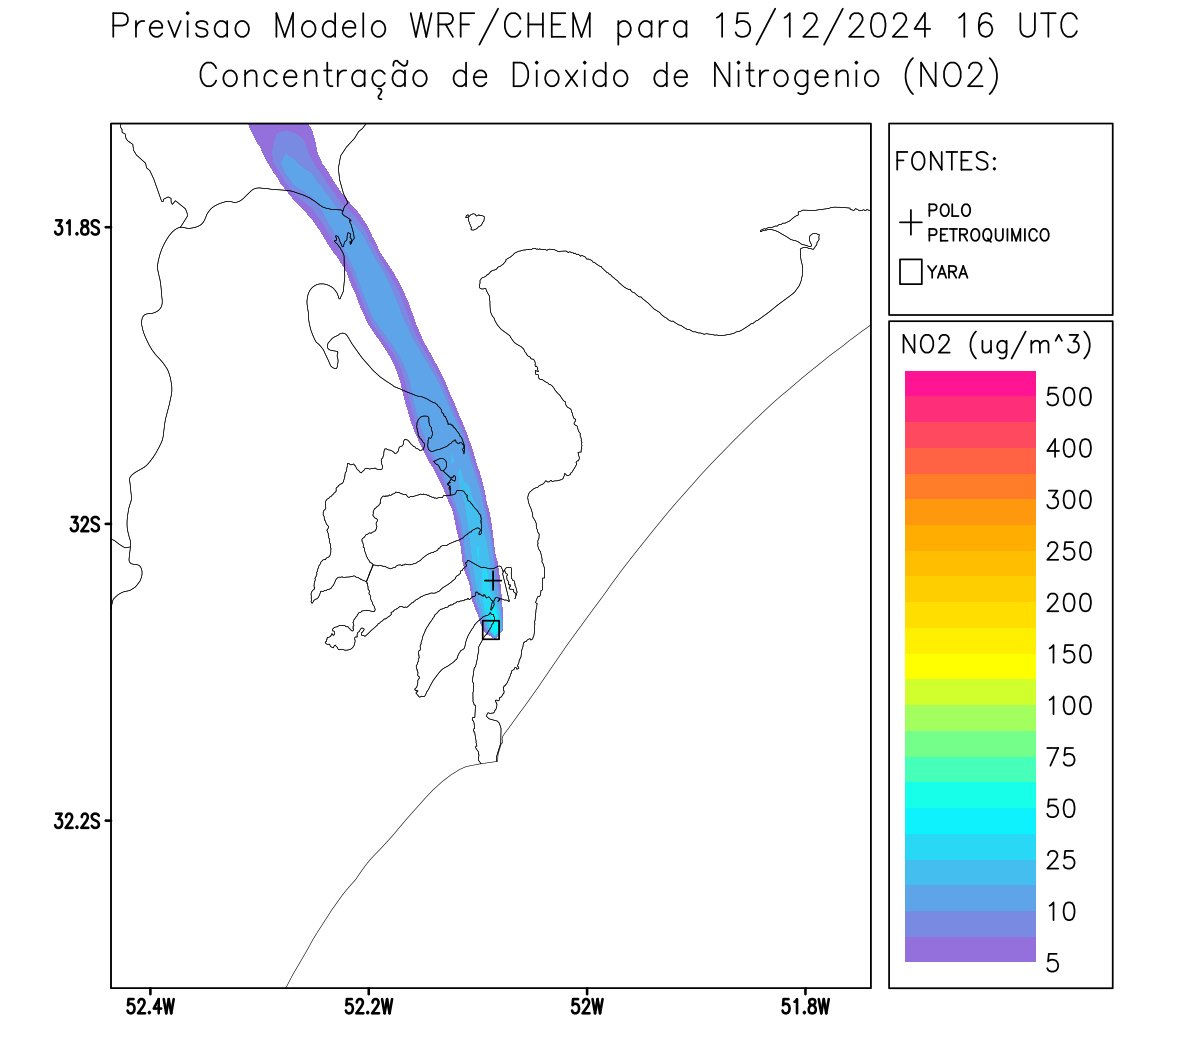 Previsao Modelo WRF/CHEM para 15/12/2024 16 UTC
Concentração de Dioxido de Nitrogenio (NO2)
FONTES:
POLO
PETROQUIMICO
YARA
NO2 (ug/m^3)
500
400
300
250
200
150
100
75
50
25
10
5
31.8S
32S
32.2S
52.4W
52.2W
52W
51.8W